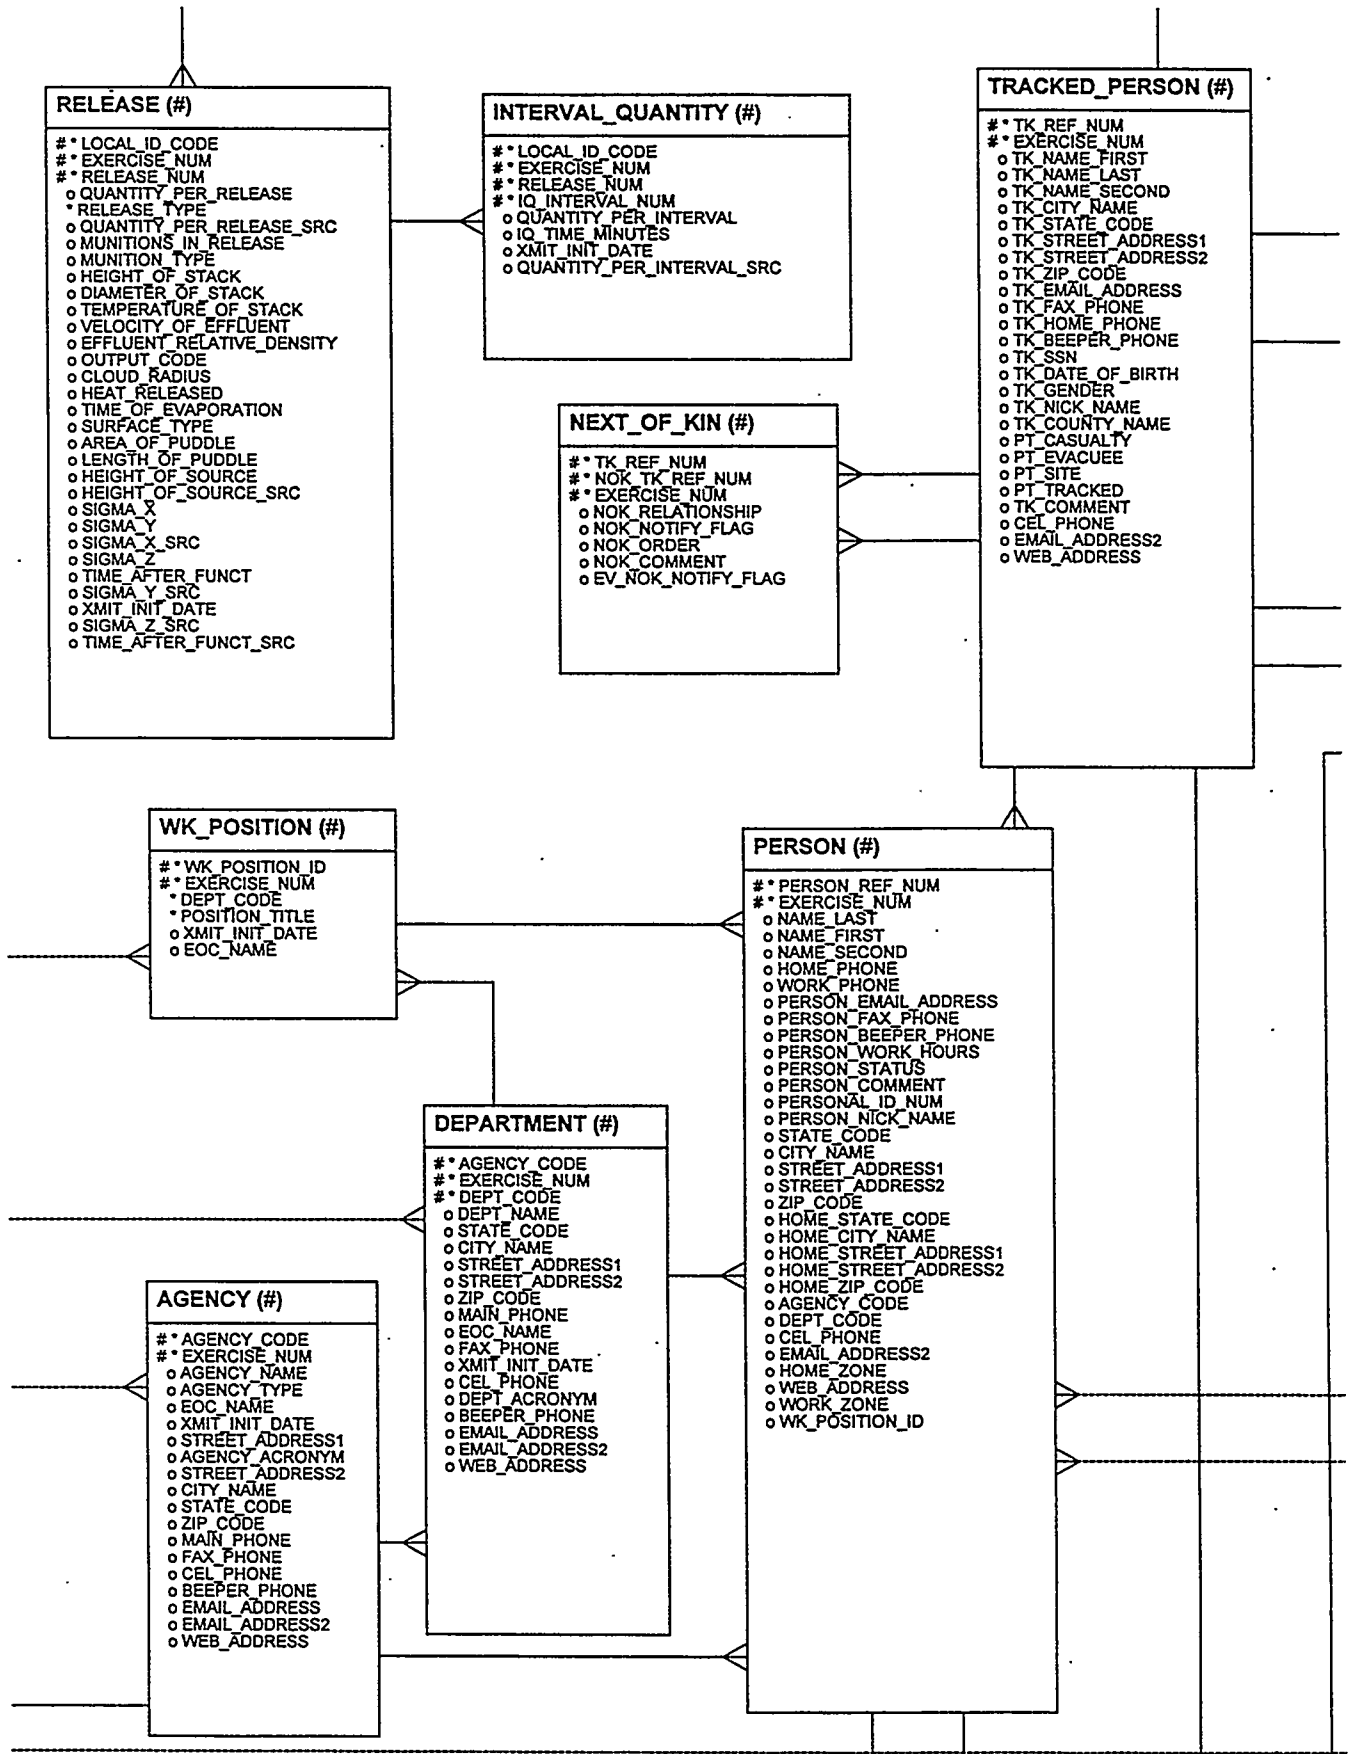 RELEASE (#)
#*LOCAL_ID_CODE
#*EXERCISE_NUM
#*RELEASE_NUM
o QUANTITY_PER_RELEASE
*RELEASE_TYPE
o QUANTITY_PER_RELEASE_SRC
o MUNITIONS_IN_RELEASE
o MUNITION_TYPE
o HEIGHT_OF_STACK
o DIAMETER_OF_STACK
o TEMPERATURE_OF_STACK
o VELOCITY_OF_EFFLUENT
o EFFLUENT_RELATIVE_DENSITY
o OUTPUT_CODE
o CLOUD_RADIUS
o HEAT_RELEASED
o TIME_OF_EVAPORATION
o SURFACE_TYPE
o AREA_OF_PUDDLE
o LENGTH_OF_PUDDLE
o HEIGHT_OF_SOURCE
o HEIGHT_OF_SOURCE_SRC
o SIGMA_X
o SIGMA_Y
o SIGMA_X_SRC
o SIGMA_Z
o TIME_AFTER_FUNCT
o SIGMA_Y_SRC
o XMIT_INIT_DATE
o SIGMA_Z_SRC
o TIME_AFTER_FUNCT_SRC
INTERVAL_QUANTITY (#)
#*LOCAL_ID_CODE
#*EXERCISE_NUM
#*RELEASE_NUM
#*IQ_INTERVAL_NUM
o QUANTITY_PER_INTERVAL
o IQ_TIME_MINUTES
o XMIT_INIT_DATE
o QUANTITY_PER_INTERVAL_SRC
TRACKED_PERSON (#)
#*TK_REF_NUM
#*EXERCISE_NUM
o TK_NAME_FIRST
o TK_NAME_LAST
o TK_NAME_SECOND
o TK_CITY_NAME
o TK_STATE_CODE
o TK_STREET_ADDRESS1
o TK_STREET_ADDRESS2
o TK_ZIP_CODE
o TK_EMAIL_ADDRESS
o TK_FAX_PHONE
o TK_HOME_PHONE
o TK_BEEPER_PHONE
o TK_SSN
o TK_DATE_OF_BIRTH
o TK_GENDER
o TK_NICK_NAME
o TK_COUNTY_NAME
o PT_CASUALTY
o PT_EVACUEE
o PT_SITE
o PT_TRACKED
o TK_COMMENT
o CEL_PHONE
o EMAIL_ADDRESS2
o WEB_ADDRESS
NEXT_OF_KIN (#)
#*TK_REF_NUM
#*NOK_TK_REF_NUM
#*EXERCISE_NUM
o NOK_RELATIONSHIP
o NOK_NOTIFY_FLAG
o NOK_ORDER
o NOK_COMMENT
o EV_NOK_NOTIFY_FLAG
WK_POSITION (#)
#*WK_POSITION_ID
#*EXERCISE_NUM
*DEPT_CODE
*POSITION_TITLE
o XMIT_INIT_DATE
o EOC_NAME
PERSON (#)
#*PERSON_REF_NUM
#*EXERCISE_NUM
o NAME_LAST
o NAME_FIRST
o NAME_SECOND
o HOME_PHONE
o WORK_PHONE
o PERSON_EMAIL_ADDRESS
o PERSON_FAX_PHONE
o PERSON_BEEPER_PHONE
o PERSON_WORK_HOURS
o PERSON_STATUS
o PERSON_COMMENT
o PERSONAL_ID_NUM
o PERSON_NICK_NAME
o STATE_CODE
o CITY_NAME
o STREET_ADDRESS1
o STREET_ADDRESS2
o ZIP_CODE
o HOME_STATE_CODE
o HOME_CITY_NAME
o HOME_STREET_ADDRESS1
o HOME_STREET_ADDRESS2
o HOME_ZIP_CODE
o AGENCY_CODE
o DEPT_CODE
o CEL_PHONE
o EMAIL_ADDRESS2
o HOME_ZONE
o WEB_ADDRESS
o WORK_ZONE
o WK_POSITION_ID
DEPARTMENT (#)
#*AGENCY_CODE
#*EXERCISE_NUM
#*DEPT_CODE
o DEPT_NAME
o STATE_CODE
o CITY_NAME
o STREET_ADDRESS1
o STREET_ADDRESS2
o ZIP_CODE
o MAIN_PHONE
o EOC_NAME
o FAX_PHONE
o XMIT_INIT_DATE
o CEL_PHONE
o DEPT_ACRONYM
o BEEPER_PHONE
o EMAIL_ADDRESS
o EMAIL_ADDRESS2
o WEB_ADDRESS
AGENCY (#)
#*AGENCY_CODE
#*EXERCISE_NUM
o AGENCY_NAME
o AGENCY_TYPE
o EOC_NAME
o XMIT_INIT_DATE
o STREET_ADDRESS1
o AGENCY_ACRONYM
o STREET_ADDRESS2
o CITY_NAME
o STATE_CODE
o ZIP_CODE
o MAIN_PHONE
o FAX_PHONE
o CEL_PHONE
o BEEPER_PHONE
o EMAIL_ADDRESS
o EMAIL_ADDRESS2
o WEB_ADDRESS